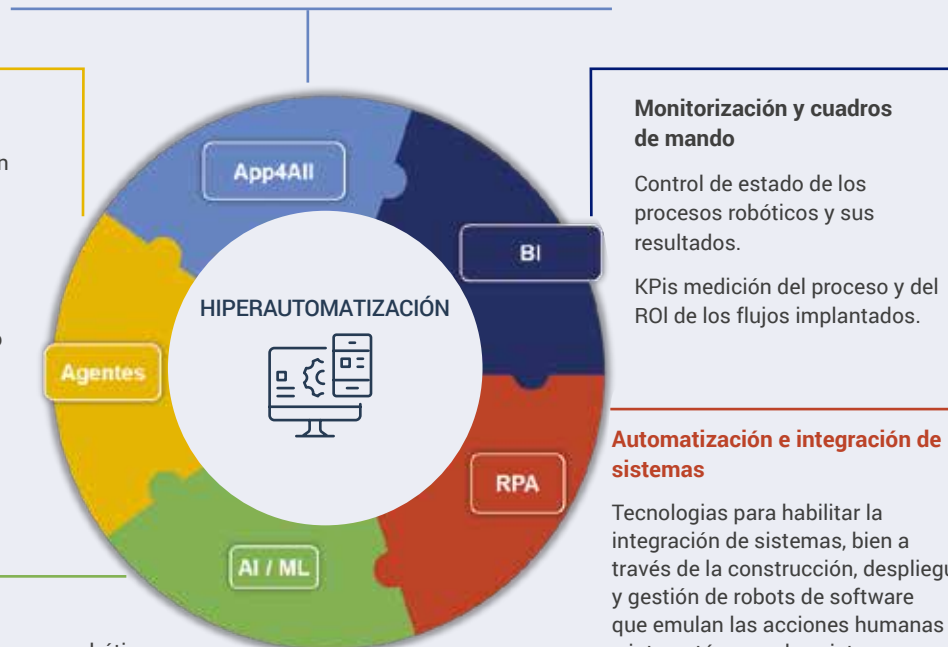 App4All
BI
HIPERAUTOMATIZACIÓN
Agentes
RPA
AI / ML
Monitorización y cuadros
de mando
Control de estado de los
procesos robóticos y sus
resultados.
KPis medición del proceso y del
ROI de los flujos implantados.
Automatización e integración de
sistemas
Tecnologias para habilitar la
integración de sistemas, bien a
través de la construcción, desplieg
y gestión de robots de software
que emulan las acciones humanas